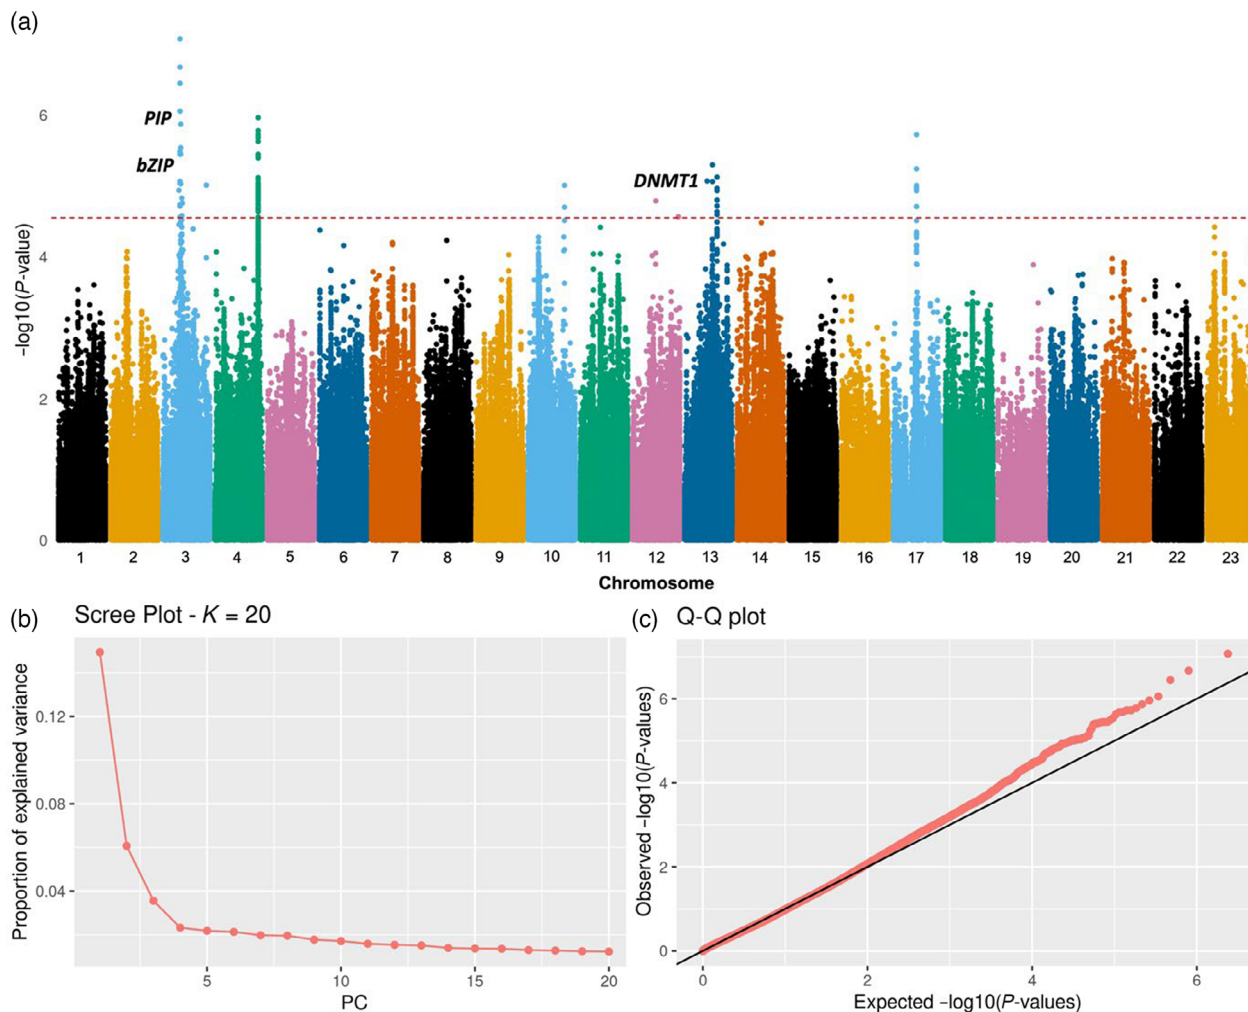 (a)
PIP
bZIP
DNMT1
−log10(P-value)
6
4
2
0
1 2 3 4 5 6 7 8 9 10 11 12 13 14 15 16 17 18 19 20 21 22 23
Chromosome
(b) Scree Plot - K = 20
Proportion of explained variance
0.12
0.08
0.04
5 10 15 20
PC
(c) Q-Q plot
Observed −log10(P-values)
6
4
2
0
0 2 4 6
Expected −log10(P-values)